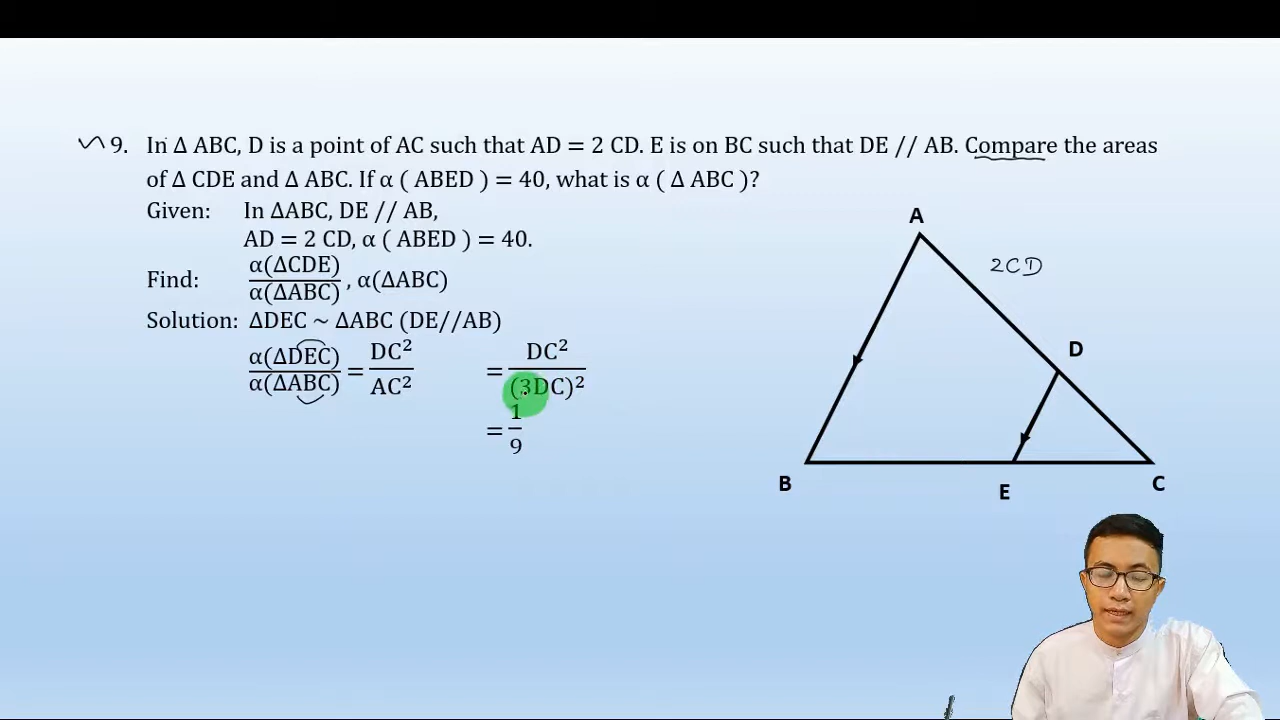 9. In Δ ABC, D is a point of AC such that AD = 2 CD. E is on BC such that DE // AB. Compare the areas
of Δ CDE and Δ ABC. If α ( ABED ) = 40, what is α ( Δ ABC )?
Given: In ΔABC, DE // AB,
AD = 2 CD, α ( ABED ) = 40.
Find: α(ΔCDE)/α(ΔABC) , α(ΔABC)
Solution: ΔDEC ~ ΔABC (DE//AB)
α(ΔDEC)/α(ΔABC) = DC²/AC² = DC²/(3DC)²
= 1/9
A
2CD
D
B
E
C